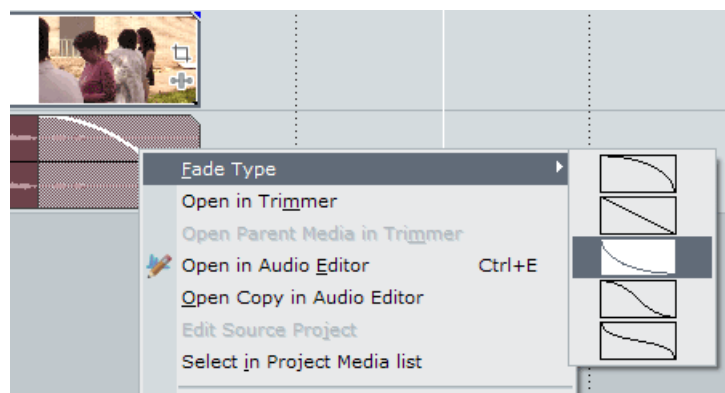 Fade Type
Open in Trimmer
Open Parent Media in Trimmer
Open in Audio Editor Ctrl+E
Open Copy in Audio Editor
Edit Source Project
Select in Project Media list